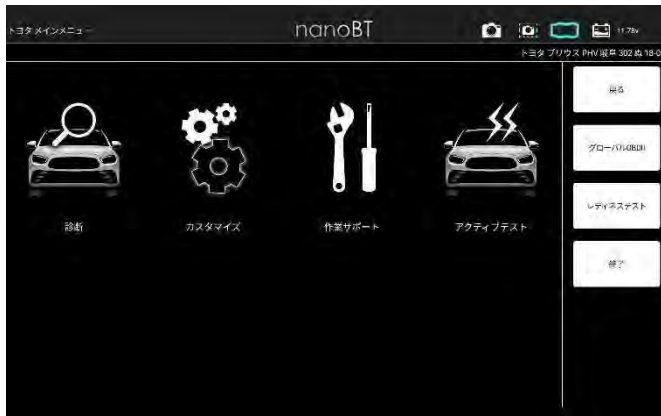 トヨタ メインメニュー
nanoBT
11.78v
トヨタ プリウス PHV 岐阜 302 ぬ 18-0
戻る
グローバルOBDII
レディネステスト
終了
診断
カスタマイズ
作業サポート
アクティブテスト